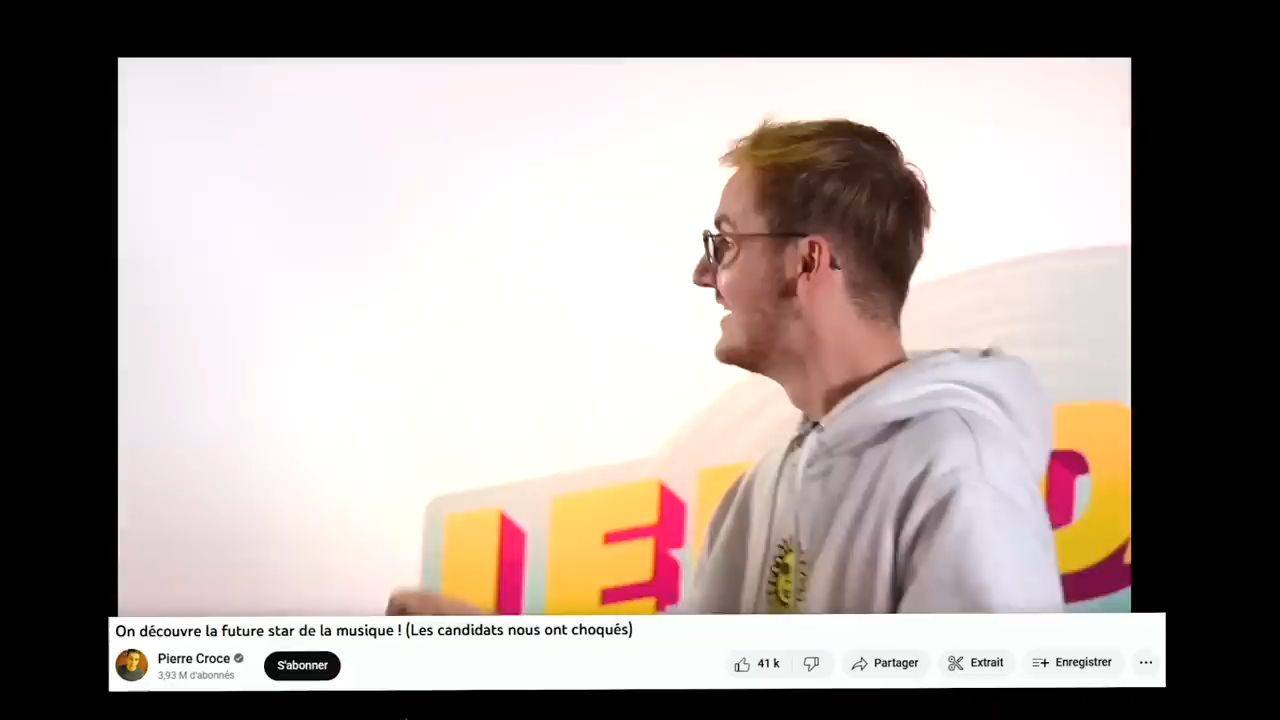 On découvre la future star de la musique ! (Les candidats nous ont choqués)
Pierre Croce
3,93 M d'abonnés
S'abonner
41 k
Partager
Extrait
Enregistrer